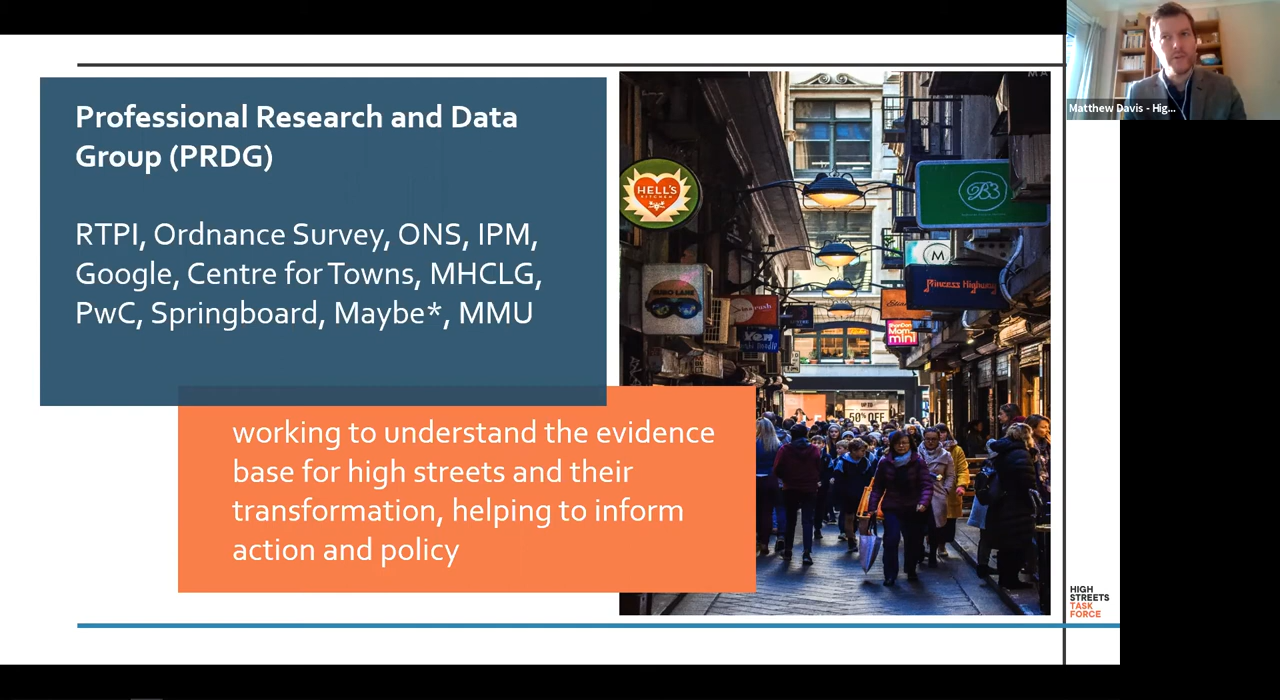 Professional Research and Data
Group (PRDG)
RTPI, Ordnance Survey, ONS, IPM,
Google, Centre for Towns, MHCLG,
PwC, Springboard, Maybe*, MMU
working to understand the evidence
base for high streets and their
transformation, helping to inform
action and policy
Matthew Davis - Hig...
HELL'S
KITCHEN
B3
M
Princess Highway
50% OFF
HIGH
STREETS
TASK
FORCE